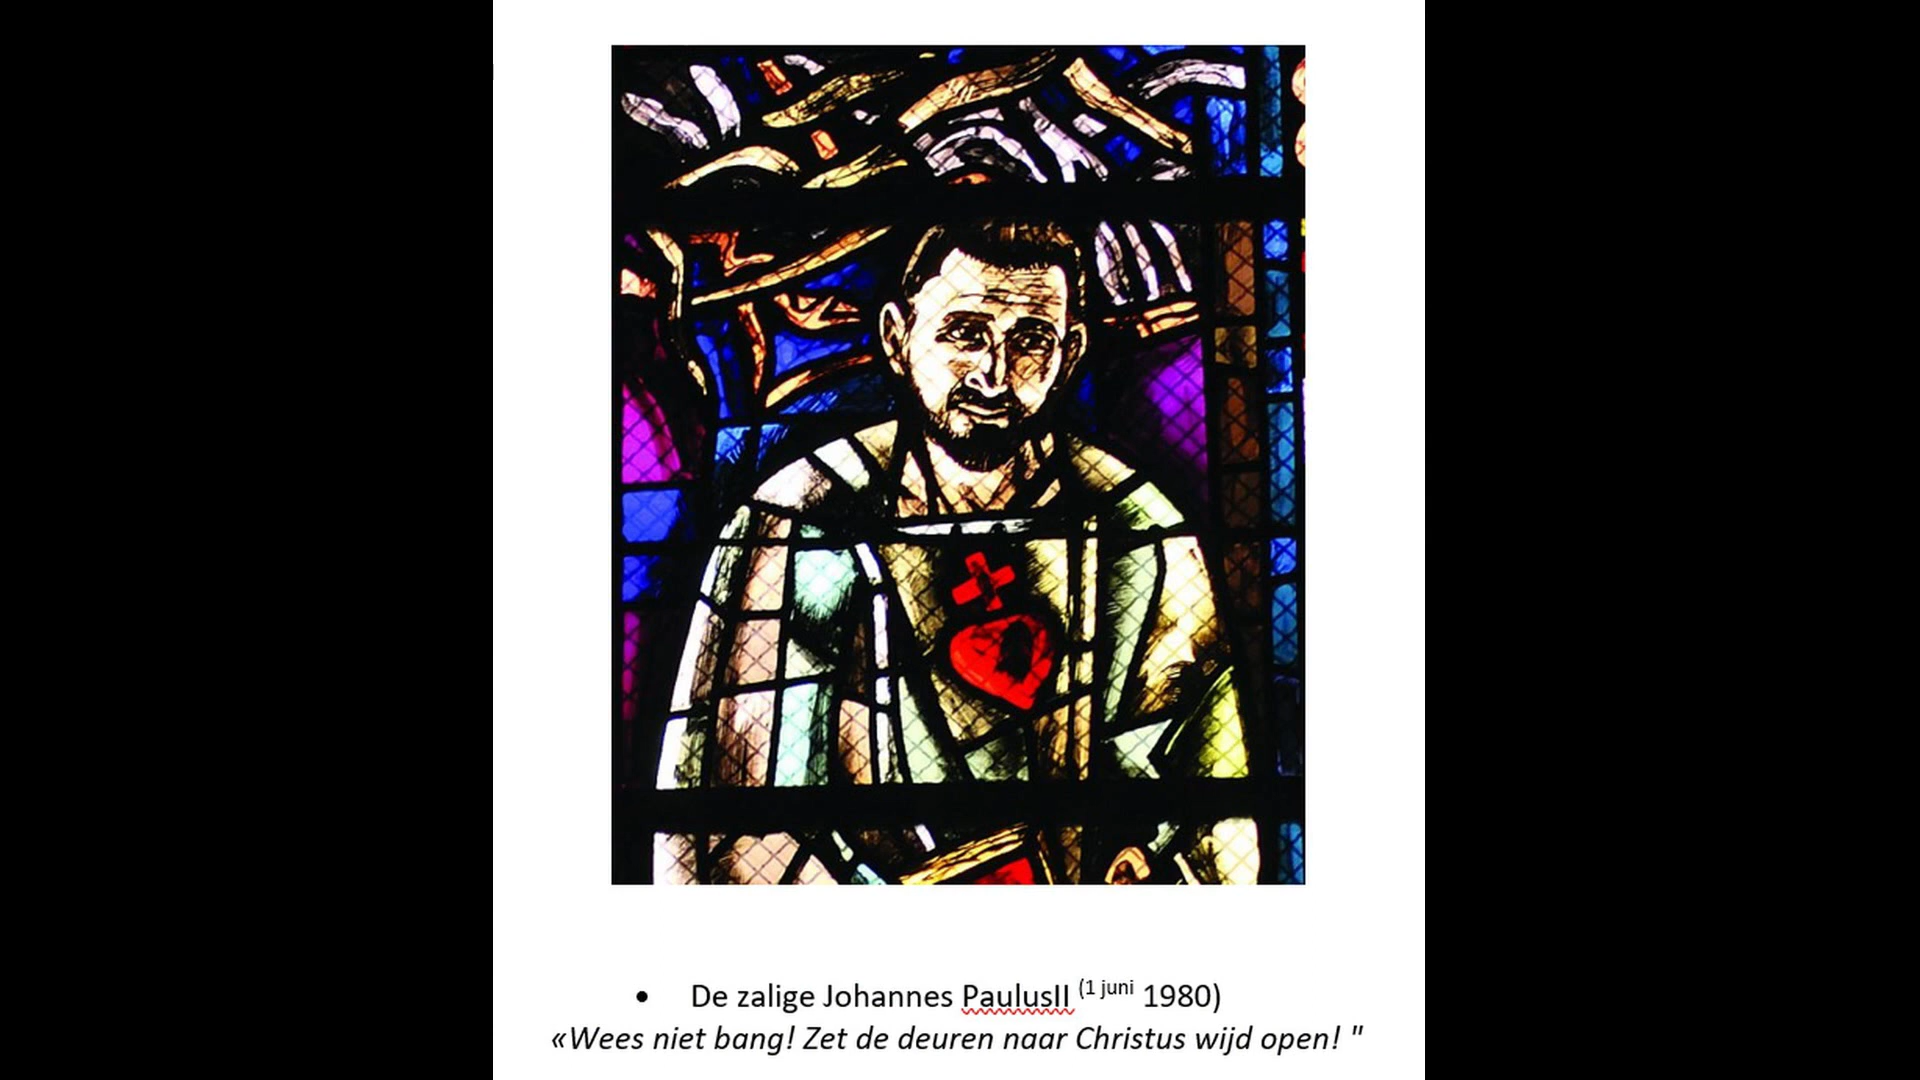 • De zalige Johannes PaulusII (1 juni 1980)
«Wees niet bang! Zet de deuren naar Christus wijd open! "